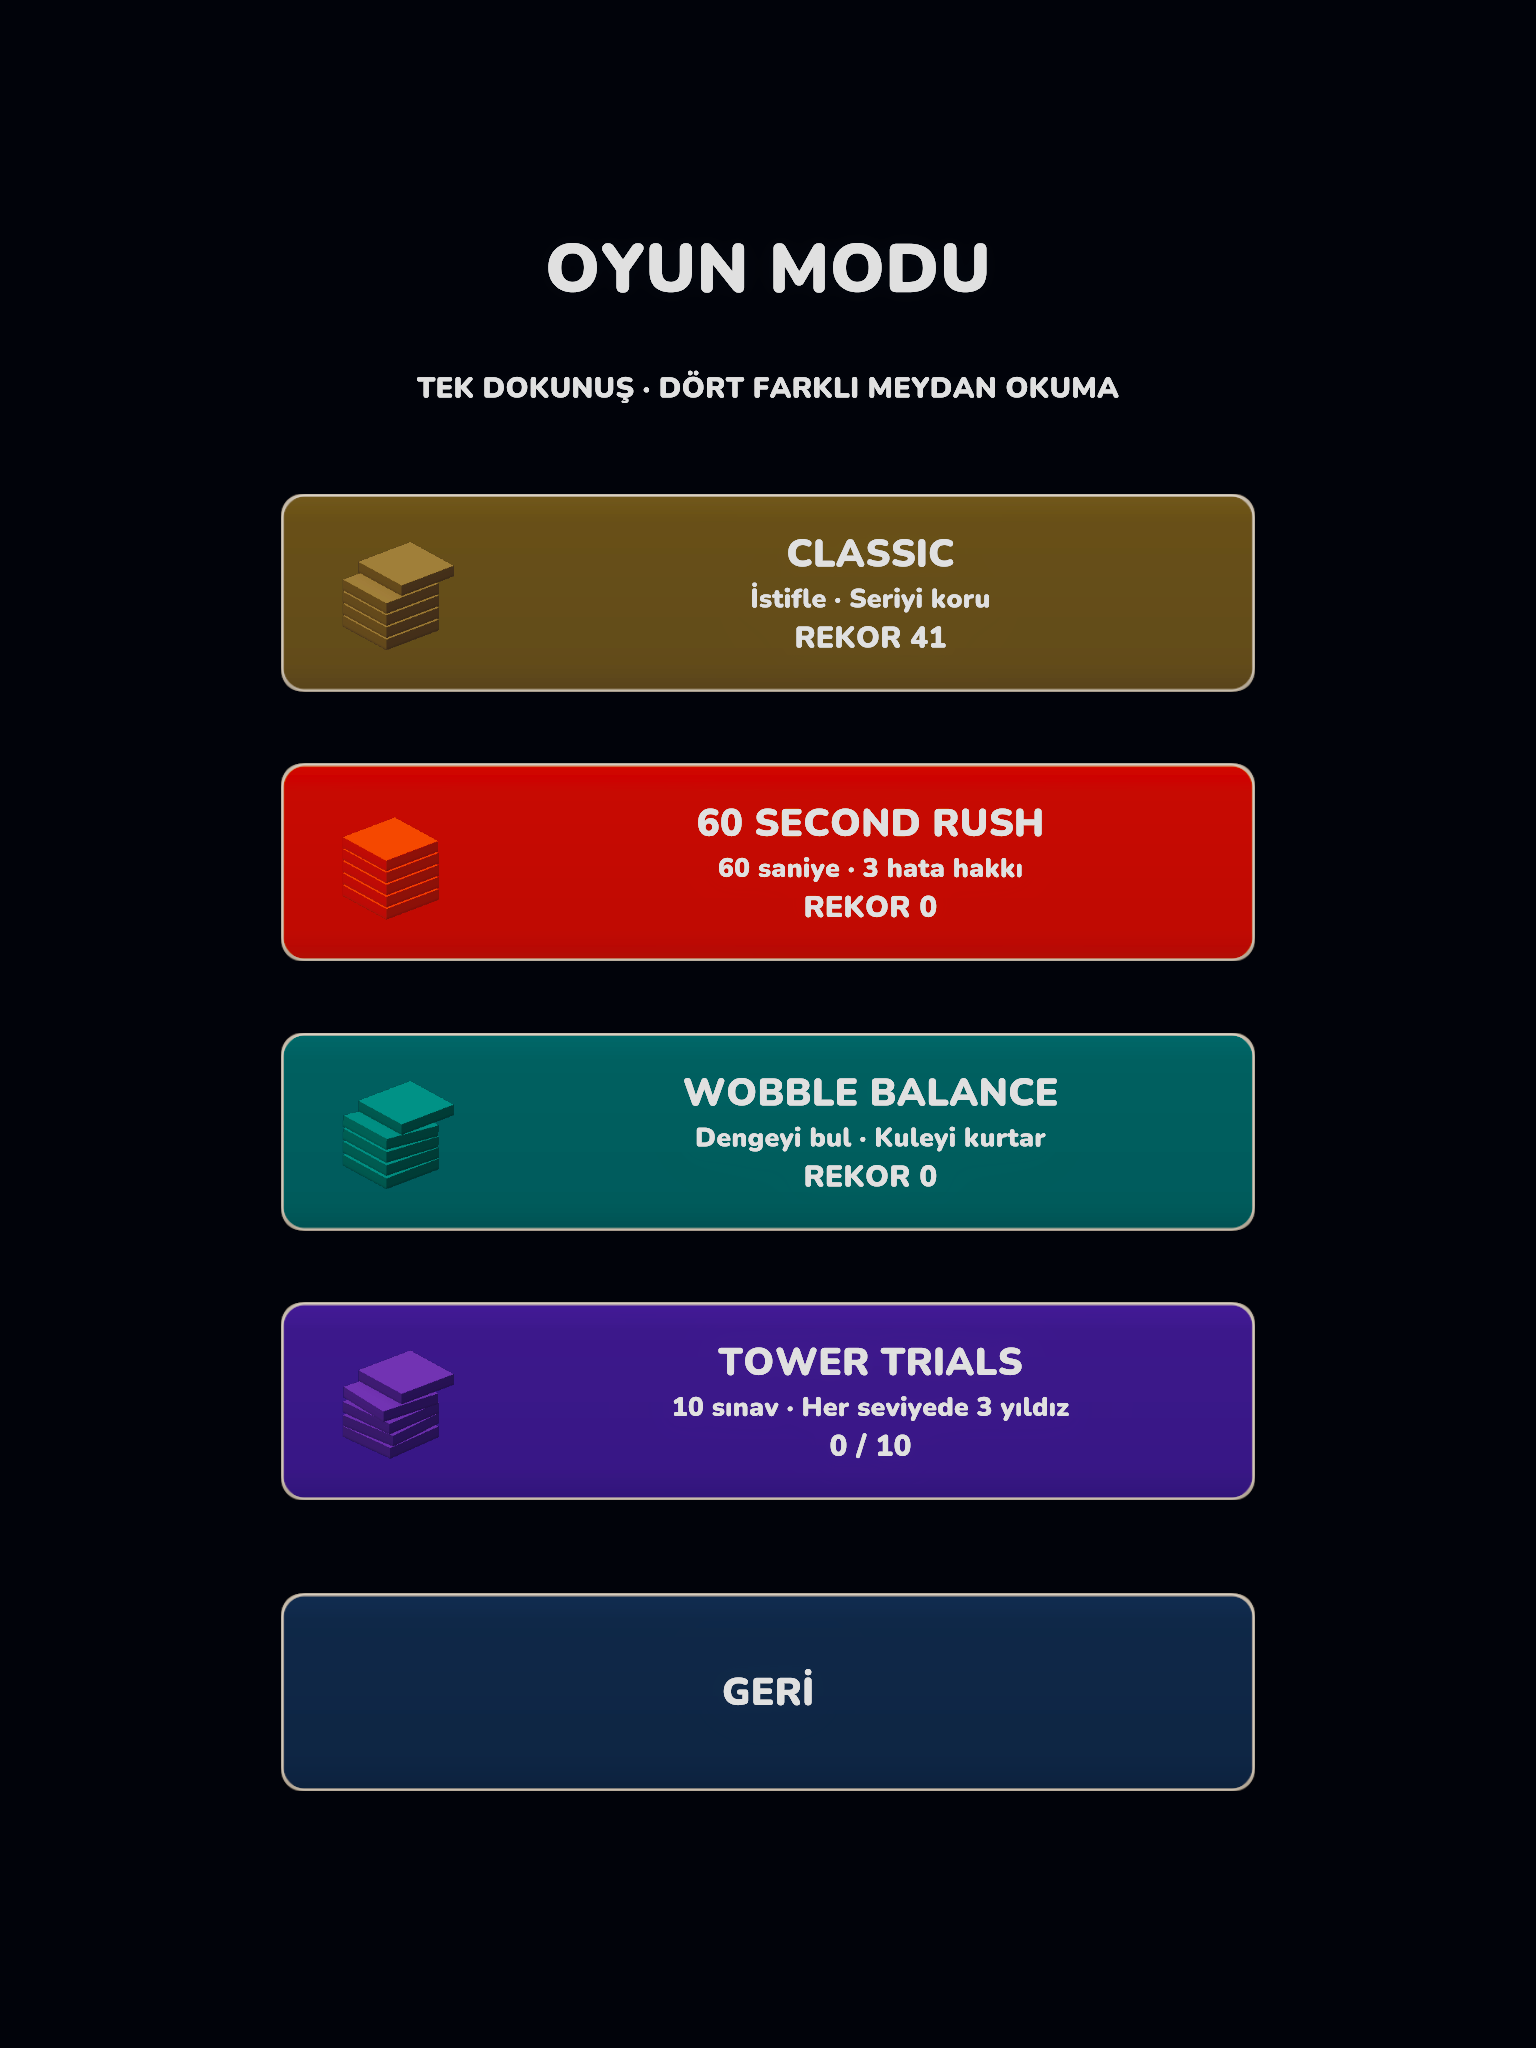 OYUN MODU
TEK DOKUNUŞ · DÖRT FARKLI MEYDAN OKUMA
CLASSIC
İstifle · Seriyi koru
REKOR 41
60 SECOND RUSH
60 saniye · 3 hata hakkı
REKOR 0
WOBBLE BALANCE
Dengeyi bul · Kuleyi kurtar
REKOR 0
TOWER TRIALS
10 sınav · Her seviyede 3 yıldız
0 / 10
GERİ